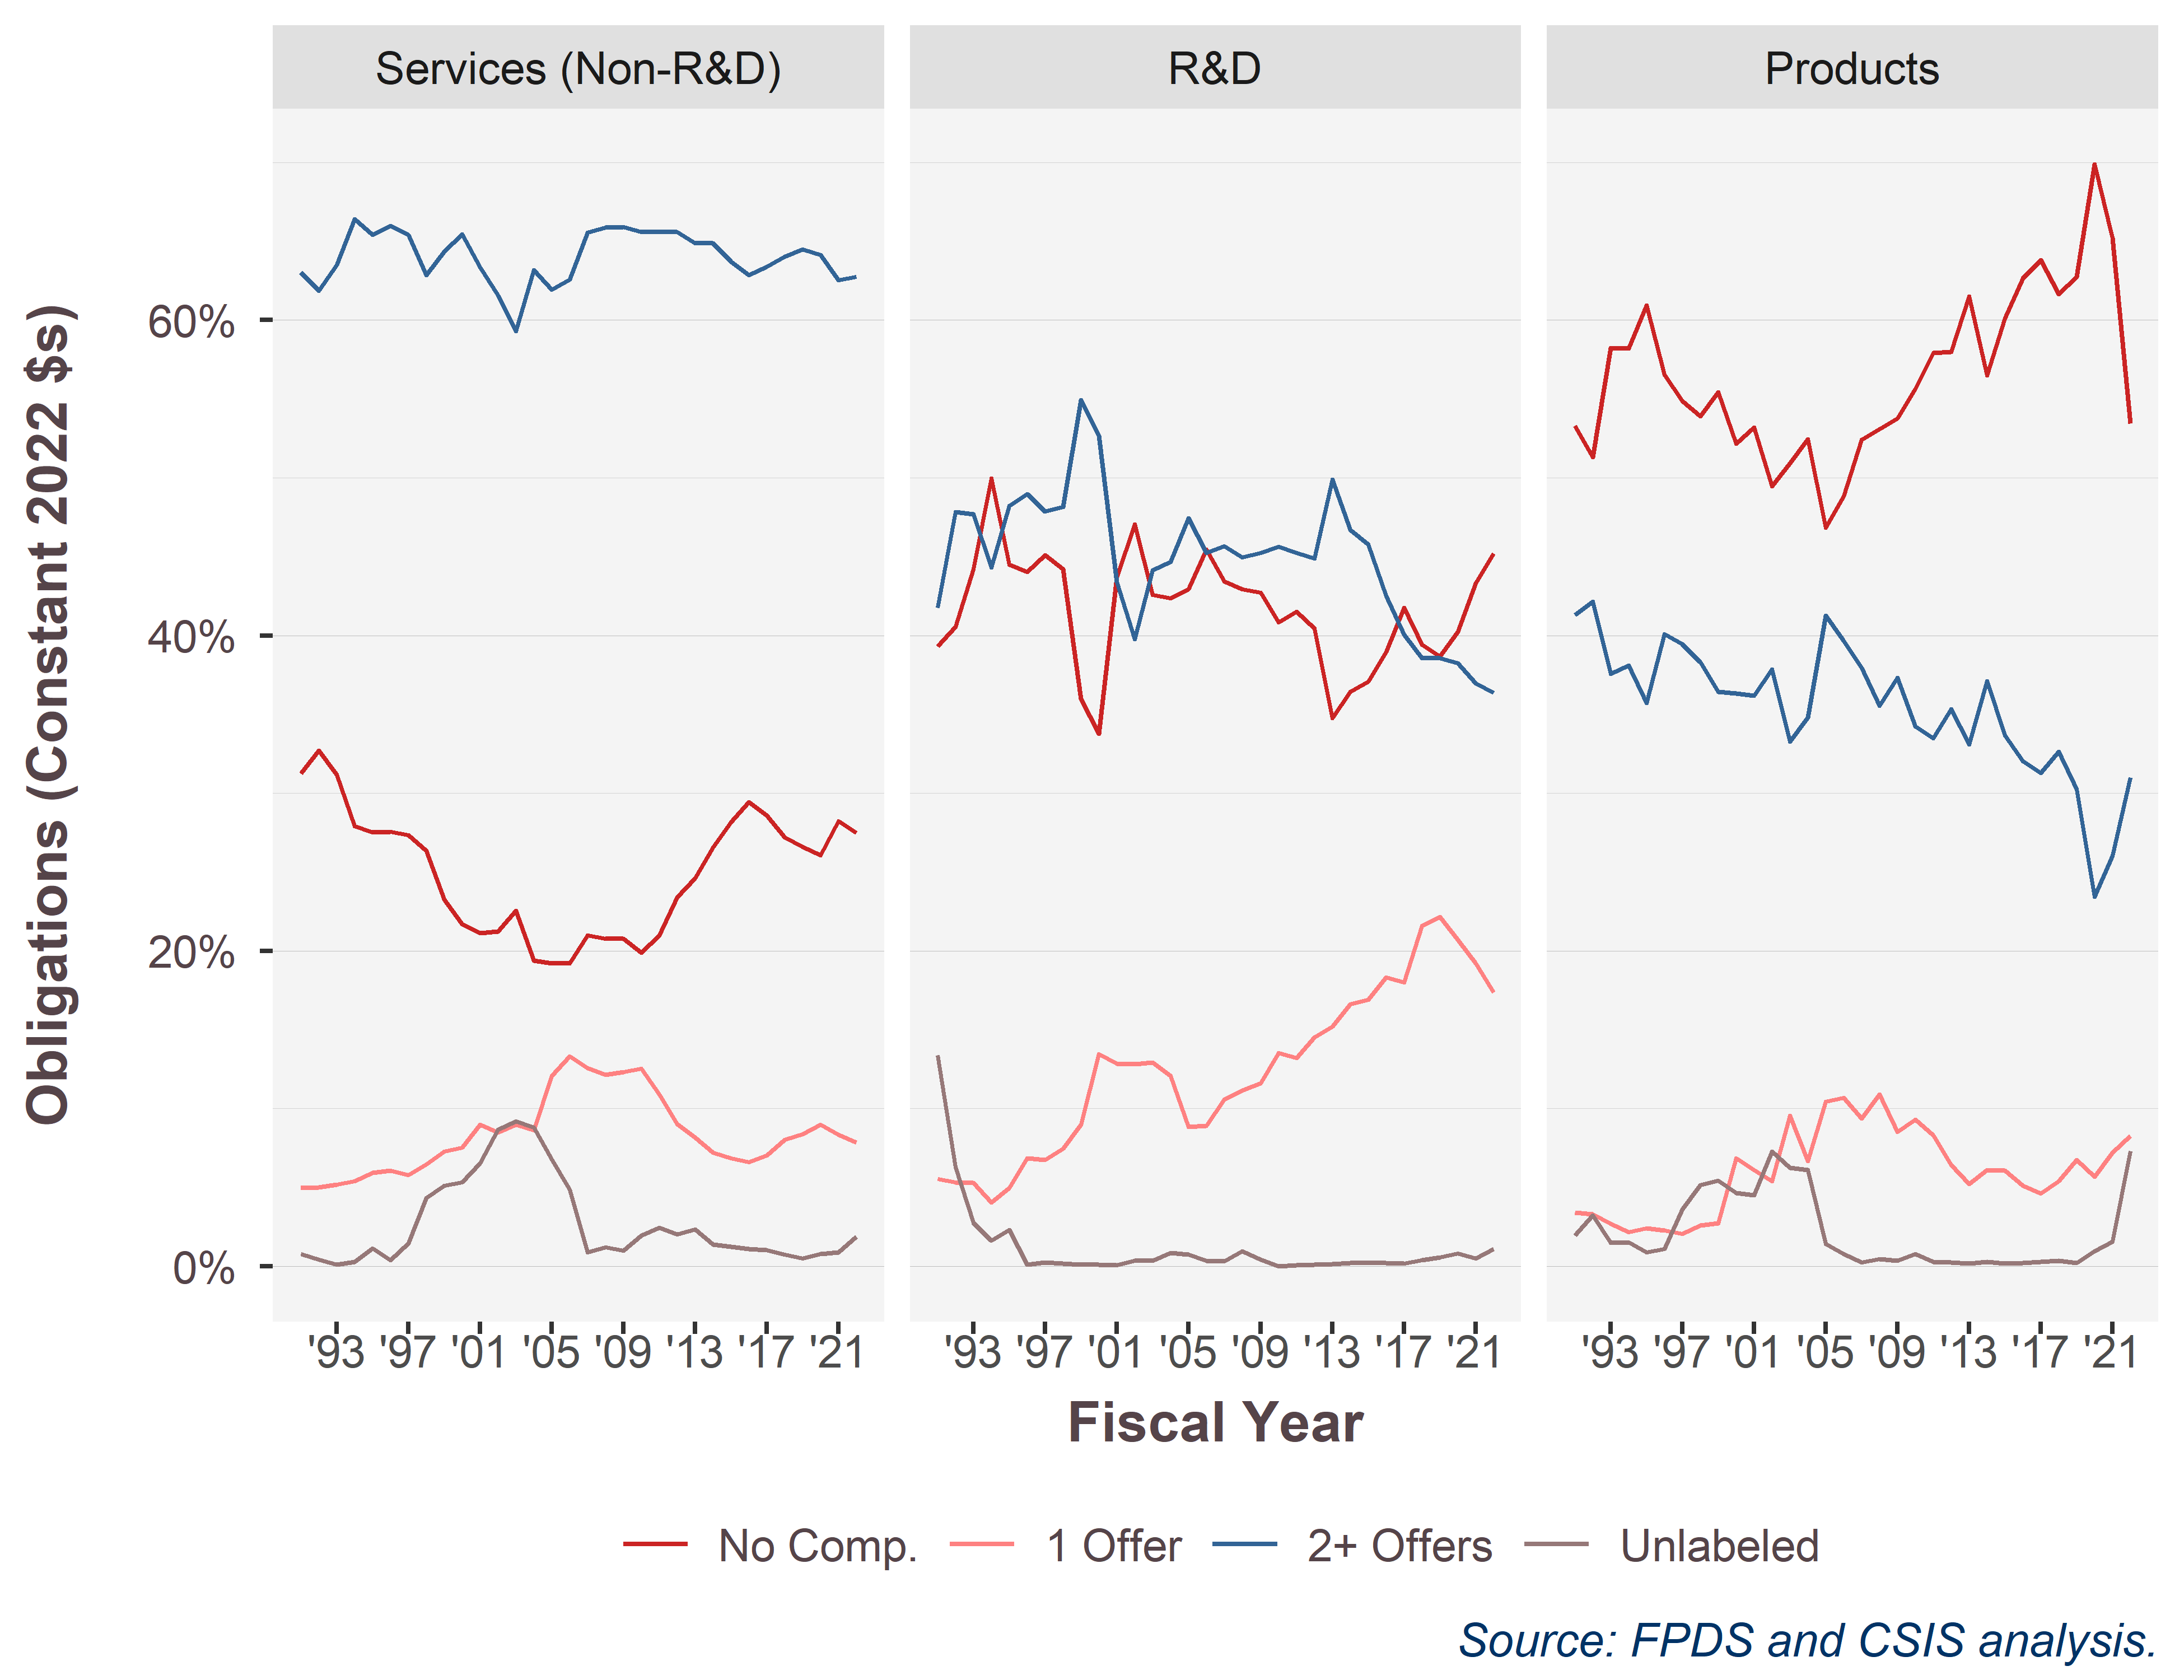 Services (Non-R&D) R&D Products
Obligations (Constant 2022 $s)
60%
40%
20%
0%
'93 '97 '01 '05 '09 '13 '17 '21 '93 '97 '01 '05 '09 '13 '17 '21 '93 '97 '01 '05 '09 '13 '17 '21
Fiscal Year
No Comp. 1 Offer 2+ Offers Unlabeled
Source: FPDS and CSIS analysis.